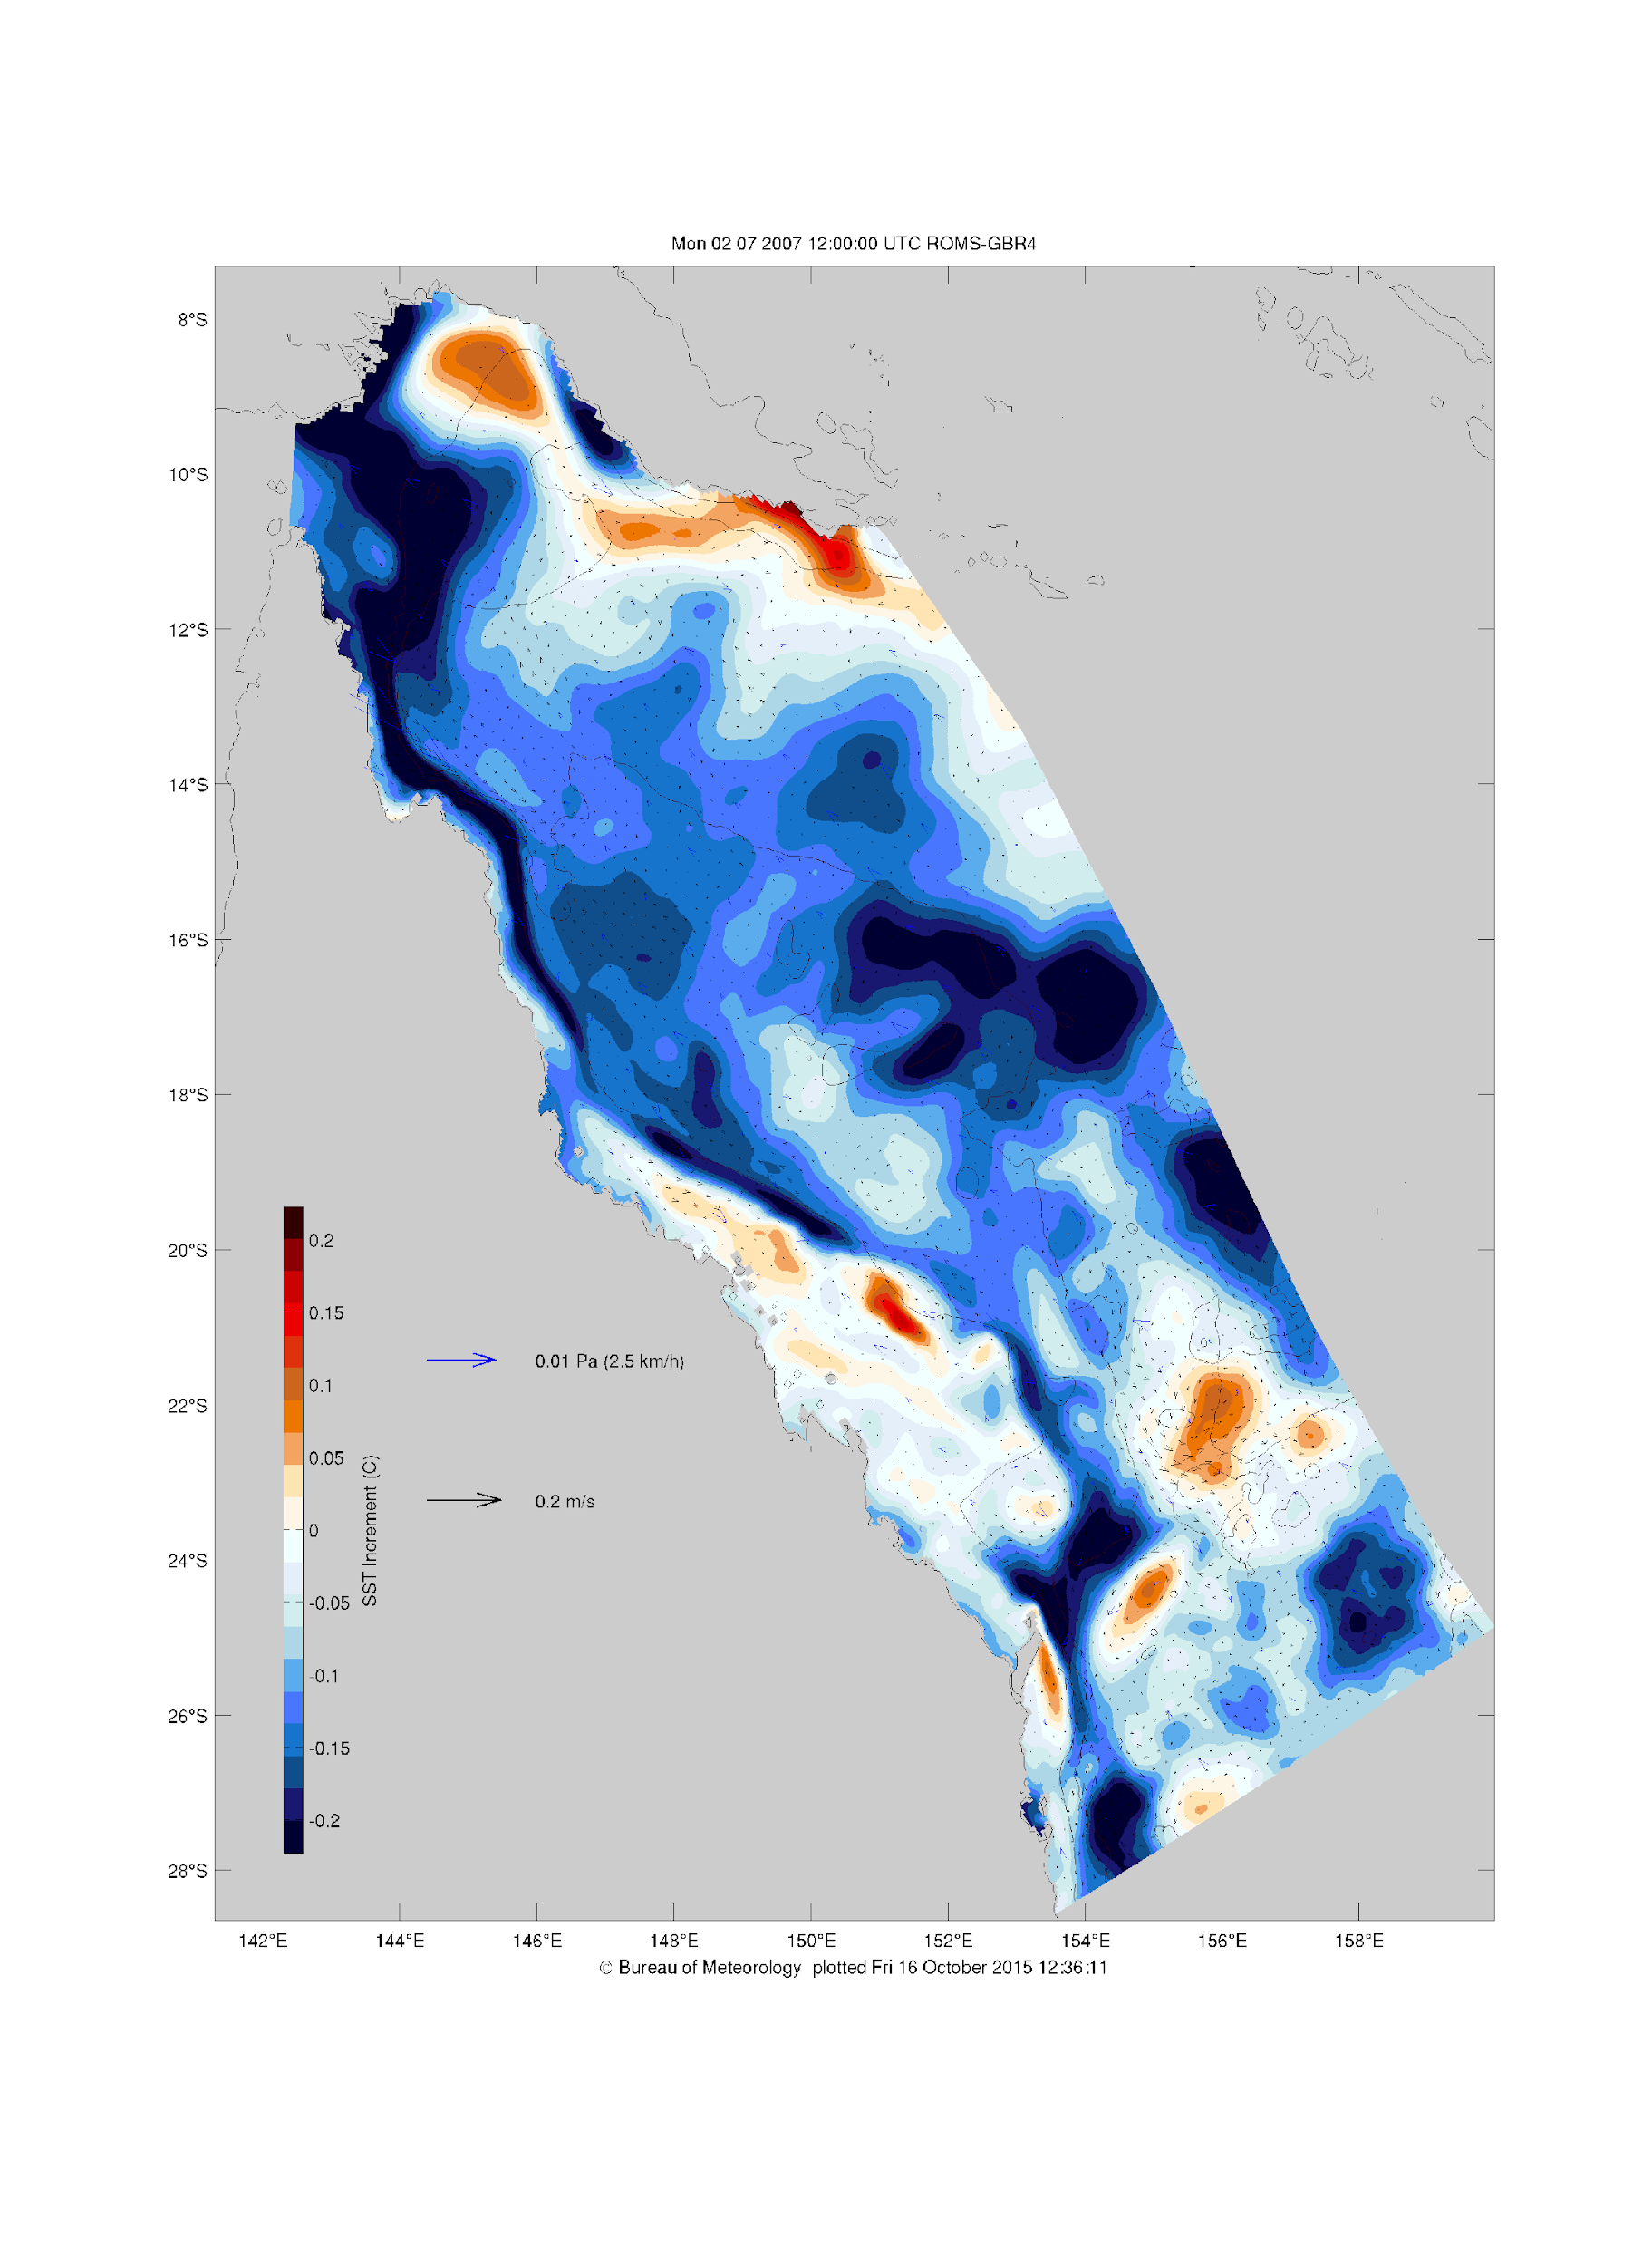 Mon 02 07 2007 12:00:00 UTC ROMS-GBR4
8°S
10°S
12°S
14°S
16°S
18°S
20°S
22°S
24°S
26°S
28°S
0.2
0.15
0.1
0.05
0
-0.05
-0.1
-0.15
-0.2
SST Increment (C)
0.01 Pa (2.5 km/h)
0.2 m/s
142°E 144°E 146°E 148°E 150°E 152°E 154°E 156°E 158°E
© Bureau of Meteorology plotted Fri 16 October 2015 12:36:11